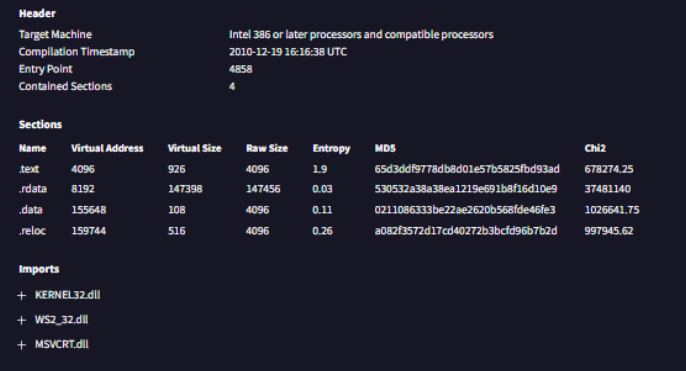 Header
Target Machine Intel 386 or later processors and compatible processors
Compilation Timestamp 2010-12-19 16:16:38 UTC
Entry Point 4858
Contained Sections 4
Sections
Name Virtual Address Virtual Size Raw Size Entropy MD5 Chi2
.text 4096 926 4096 1.9 65d3ddf9778db8d01e57b5825fbd93ad 678274.25
.rdata 8192 147398 147456 0.03 530532a38a38ea1219e691b8f16d10e9 37481140
.data 155648 108 4096 0.11 0211086333be22ae2620b568fde46fe3 1026641.75
.reloc 159744 516 4096 0.26 a082f3572d17cd40272b3bcfd96b7b2d 997945.62
Imports
+ KERNEL32.dll
+ WS2_32.dll
+ MSVCRT.dll